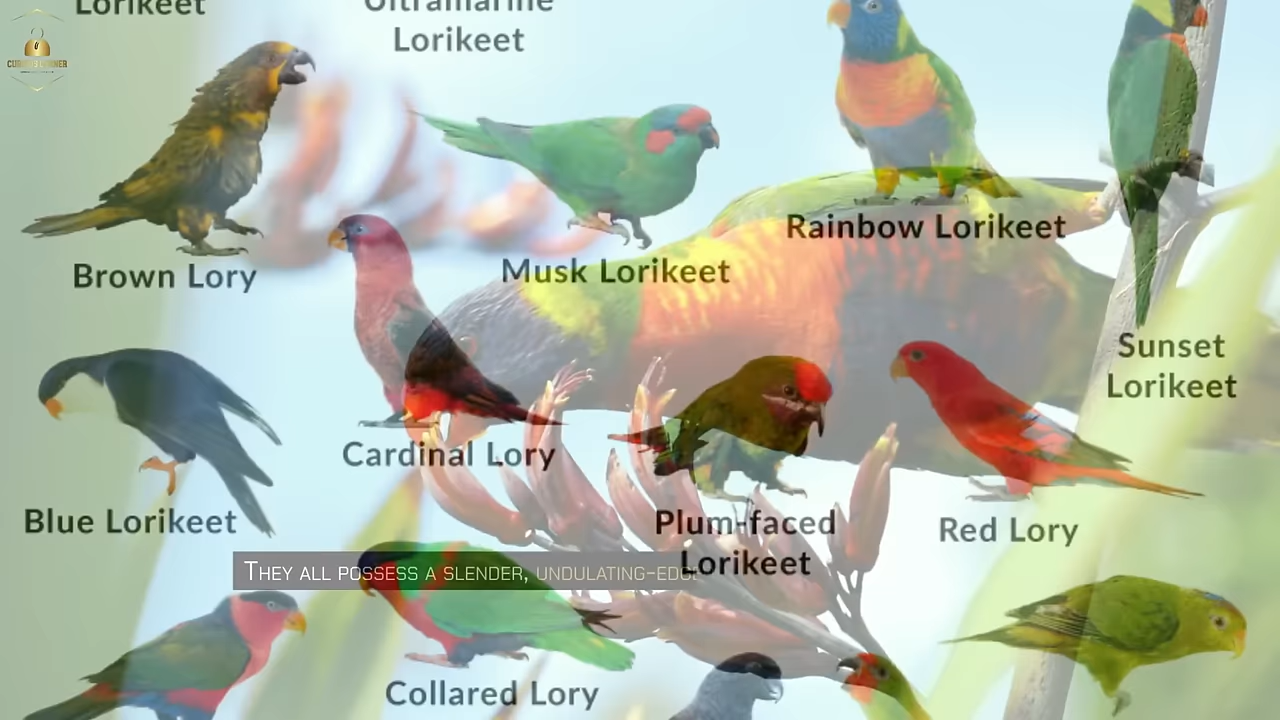 Lorikeet
Ultramarine
Lorikeet
Rainbow Lorikeet
Brown Lory
Musk Lorikeet
Sunset
Lorikeet
Cardinal Lory
Blue Lorikeet
Plum-faced
Lorikeet
Red Lory
They all possess a slender, undulating-edge
Collared Lory